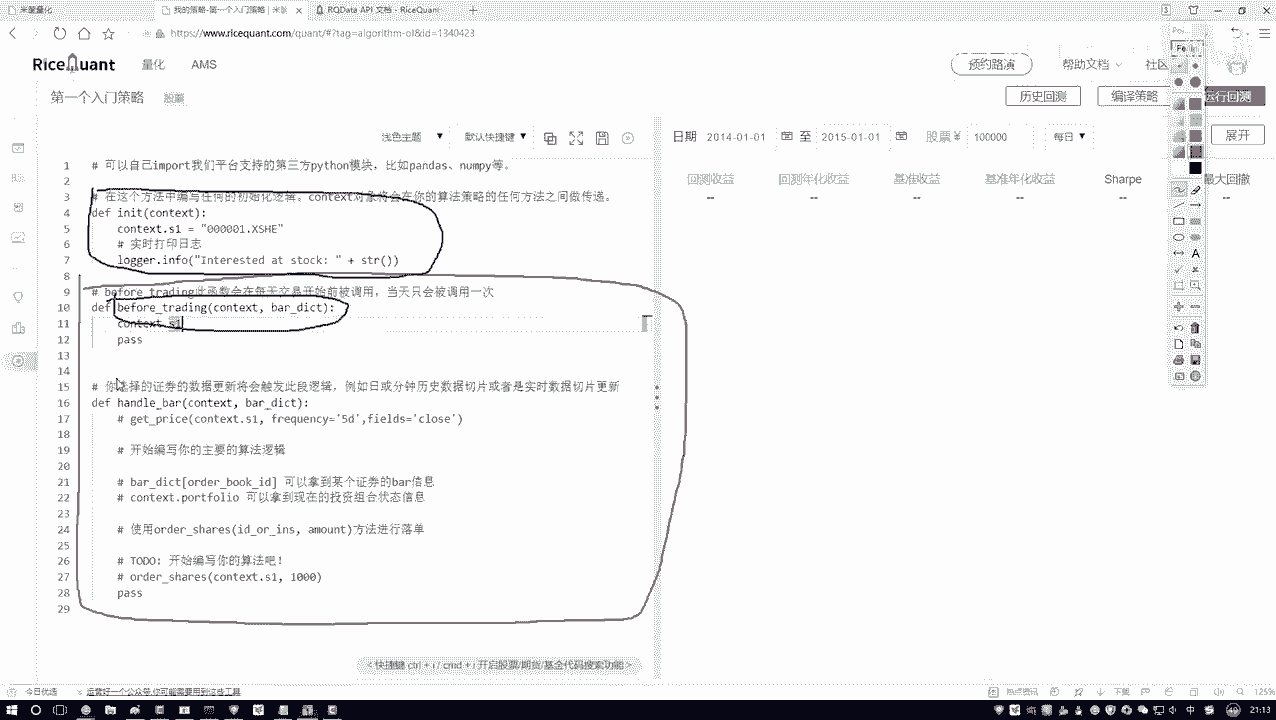 米筐量化
我的策略-第一个入门策略 | 米筐
RQData API 文档 - RiceQuant
https://www.ricequant.com/quant/#?tag=algorithm-ol&id=1340423
RiceQuant
量化
AMS
预约路演
帮助文档
社区
第一个入门策略
股票
历史回测
编译策略
运行回测
浅色主题
默认快捷键
日期 2014-01-01 至 2015-01-01 股票¥ 100000 每日
展开
回测收益 回测年化收益 基准收益 基准年化收益 Sharpe 最大回撤
-- -- -- -- -- --
1 # 可以自己import我们平台支持的第三方python模块，比如pandas、numpy等。
2
3 # 在这个方法中编写任何的初始化逻辑。context对象将会在你的算法策略的任何方法之间做传递。
4 def init(context):
5 context.s1 = "000001.XSHE"
6 # 实时打印日志
7 logger.info("Interested at stock: " + str())
8
9 # before_trading此函数会在每天交易开始前被调用，当天只会被调用一次
10 def before_trading(context, bar_dict):
11 context.s1
12 pass
13
14
15 # 你选择的证券的数据更新将会触发此段逻辑，例如日或分钟历史数据切片或者是实时数据切片更新
16 def handle_bar(context, bar_dict):
17 # get_price(context.s1, frequency='5d',fields='close')
18
19 # 开始编写你的主要的算法逻辑
20
21 # bar_dict[order_book_id] 可以拿到某个证券的bar信息
22 # context.portfolio 可以拿到现在的投资组合状态信息
23
24 # 使用order_shares(id_or_ins, amount)方法进行落单
25
26 # TODO: 开始编写你的算法吧！
27 # order_shares(context.s1, 1000)
28 pass
29
< 快捷键 ctrl + i / cmd + i 开启股票/期货/基金代码搜索功能 >
今日优选
运营好一个公众号,你可能需要用到这些工具
热点资讯
下载
125%
中
21:13